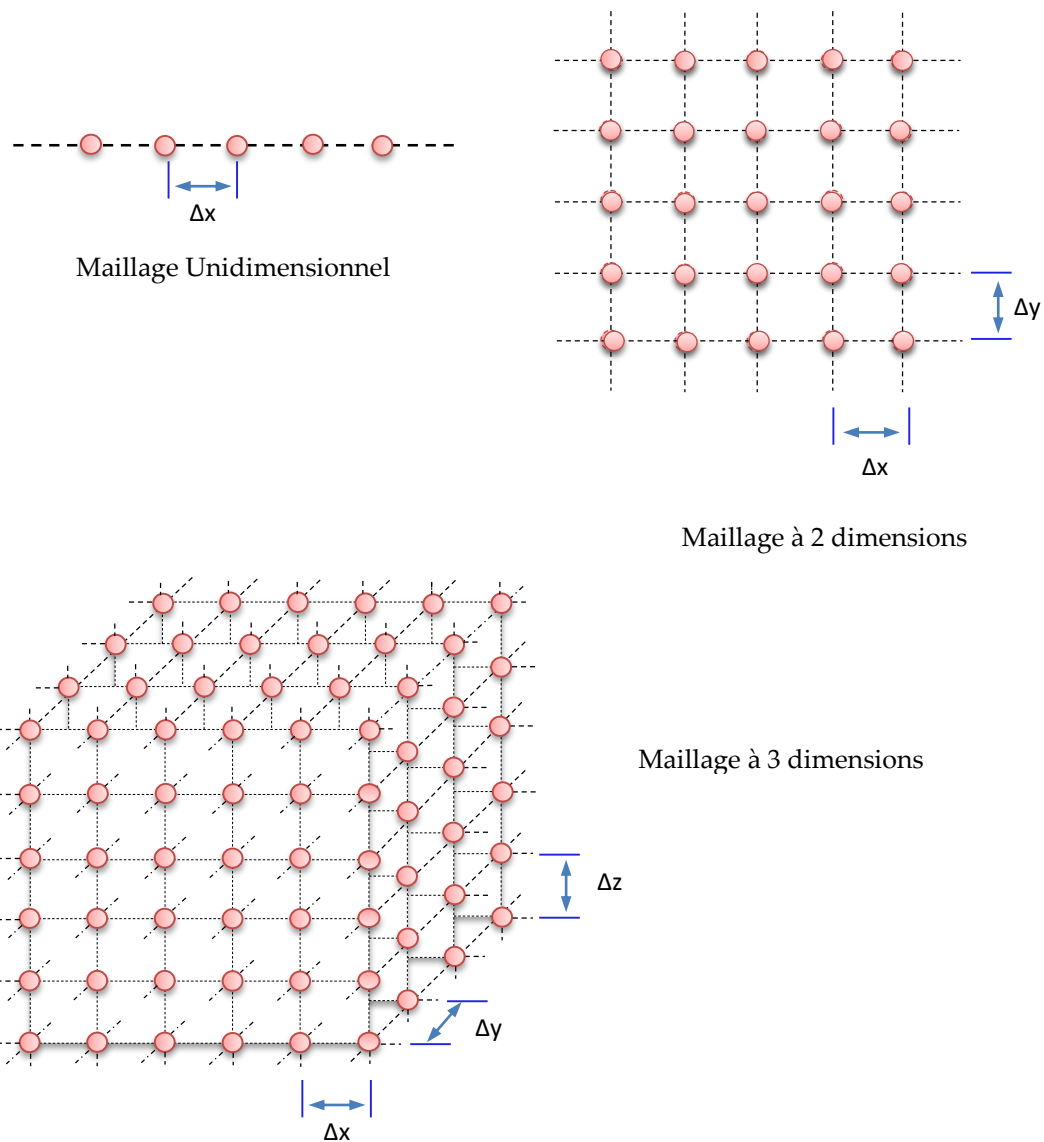 Δx
Maillage Unidimensionnel
Δy
Δx
Maillage à 2 dimensions
Maillage à 3 dimensions
Δz
Δy
Δx